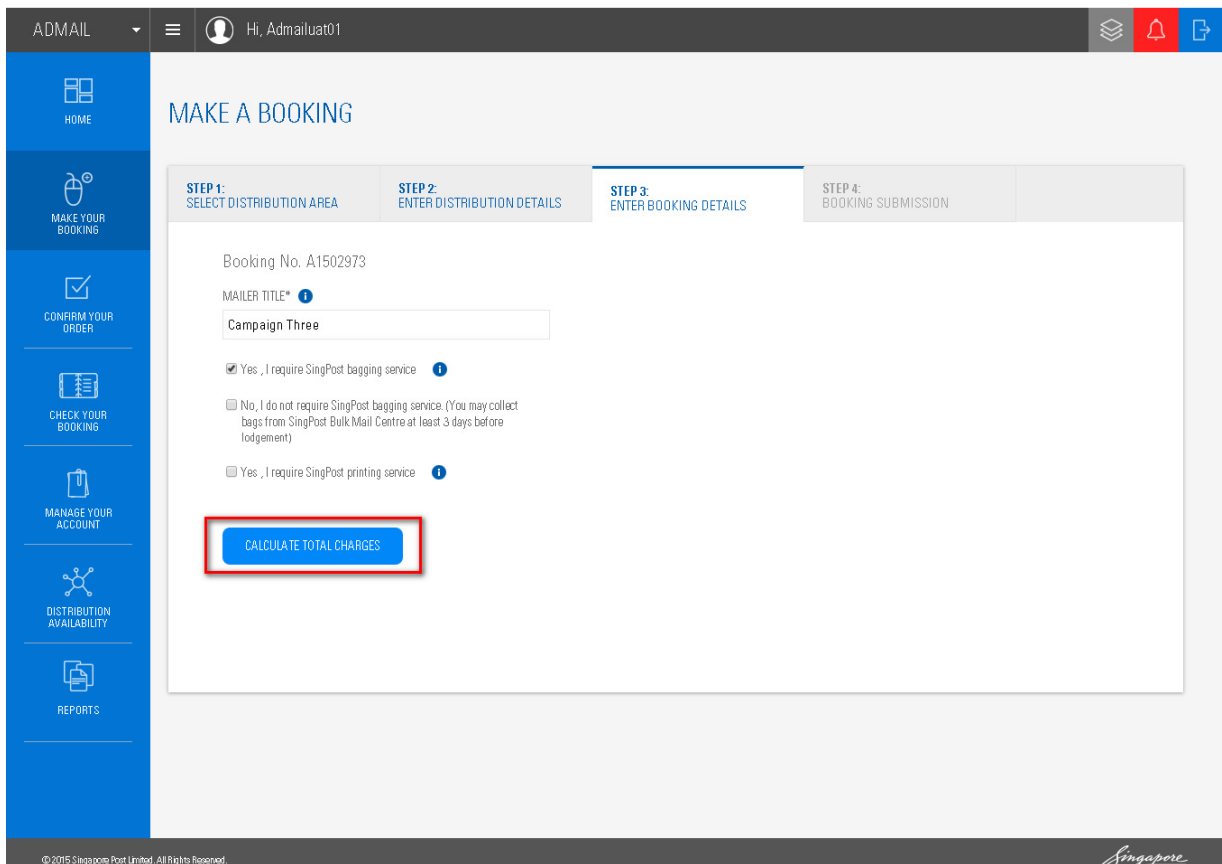 ADMAIL
Hi, Admailuat01
HOME
MAKE YOUR
BOOKING
CONFIRM YOUR
ORDER
CHECK YOUR
BOOKING
MANAGE YOUR
ACCOUNT
DISTRIBUTION
AVAILABILITY
REPORTS
MAKE A BOOKING
STEP 1:
SELECT DISTRIBUTION AREA
STEP 2:
ENTER DISTRIBUTION DETAILS
STEP 3:
ENTER BOOKING DETAILS
STEP 4:
BOOKING SUBMISSION
Booking No. A1502973
MAILER TITLE* i
Campaign Three
Yes , I require SingPost bagging service i
No, I do not require SingPost bagging service. (You may collect
bags from SingPost Bulk Mail Centre at least 3 days before
lodgement)
Yes , I require SingPost printing service i
CALCULATE TOTAL CHARGES
© 2015 Singapore Post Limited. All Rights Reserved.
Singapore